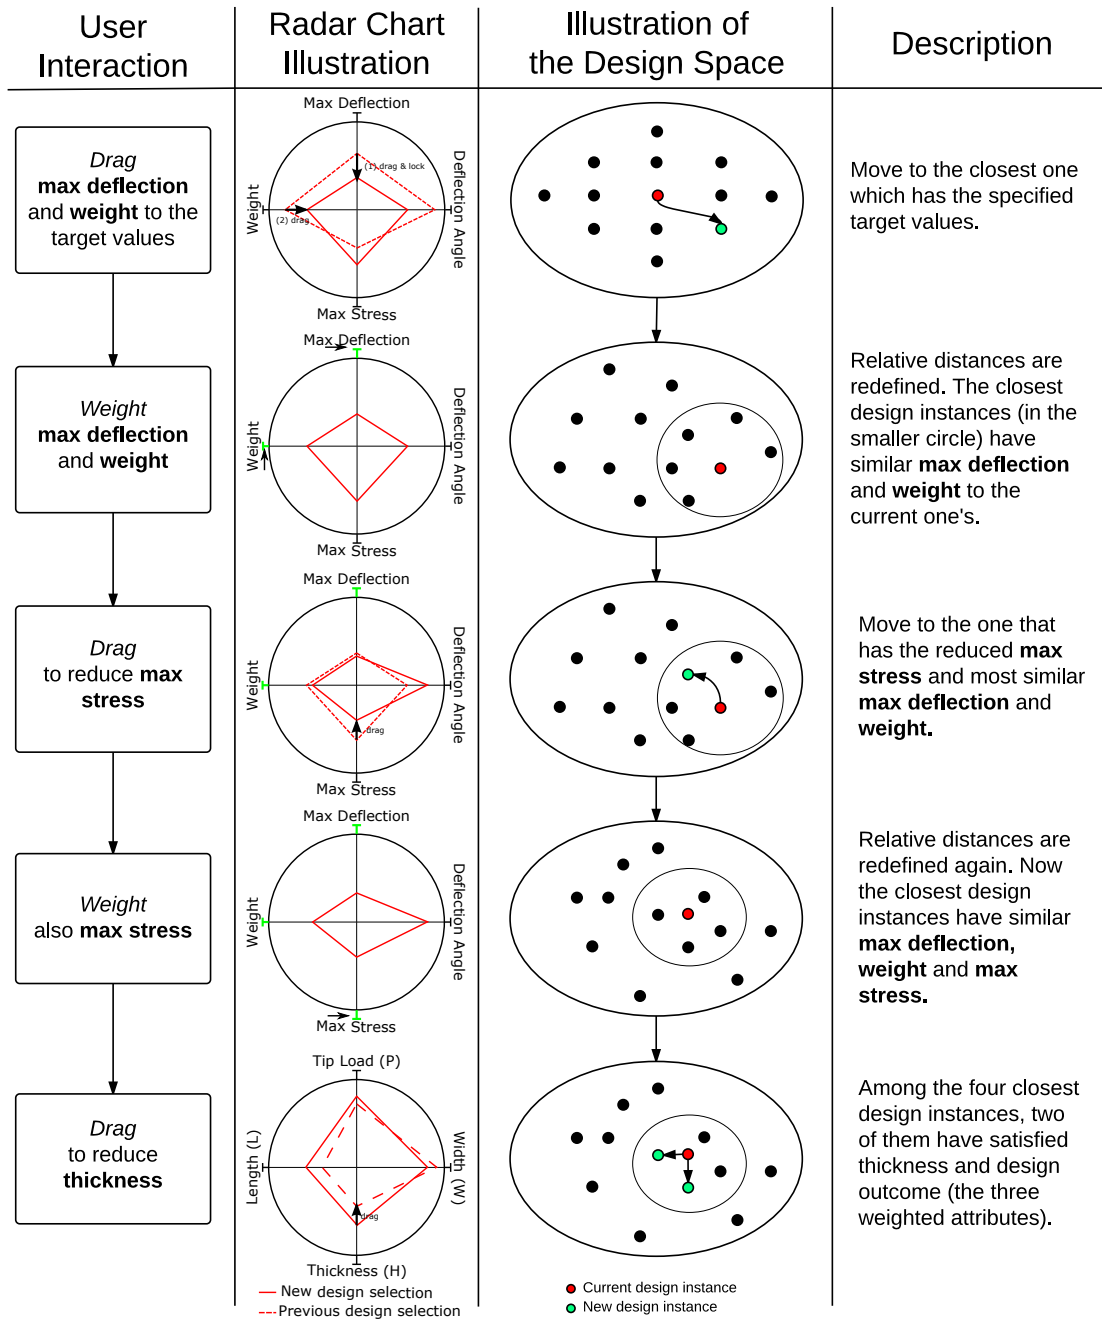 User
Interaction
Radar Chart
Illustration
Illustration of
the Design Space
Description
Drag
max deflection
and weight to the
target values
Max Deflection
Weight
Deflection Angle
(1) drag & lock
(2) drag
Max Stress
Move to the closest one
which has the specified
target values.
Weight
max deflection
and weight
Max Deflection
Weight
Deflection Angle
Max Stress
Relative distances are
redefined. The closest
design instances (in the
smaller circle) have
similar max deflection
and weight to the
current one's.
Drag
to reduce max
stress
Max Deflection
Weight
Deflection Angle
drag
Max Stress
Move to the one that
has the reduced max
stress and most similar
max deflection and
weight.
Weight
also max stress
Max Deflection
Weight
Deflection Angle
Max Stress
Relative distances are
redefined again. Now
the closest design
instances have similar
max deflection,
weight and max
stress.
Drag
to reduce
thickness
Tip Load (P)
Length (L)
Width (W)
drag
Thickness (H)
Among the four closest
design instances, two
of them have satisfied
thickness and design
outcome (the three
weighted attributes).
New design selection
Previous design selection
Current design instance
New design instance